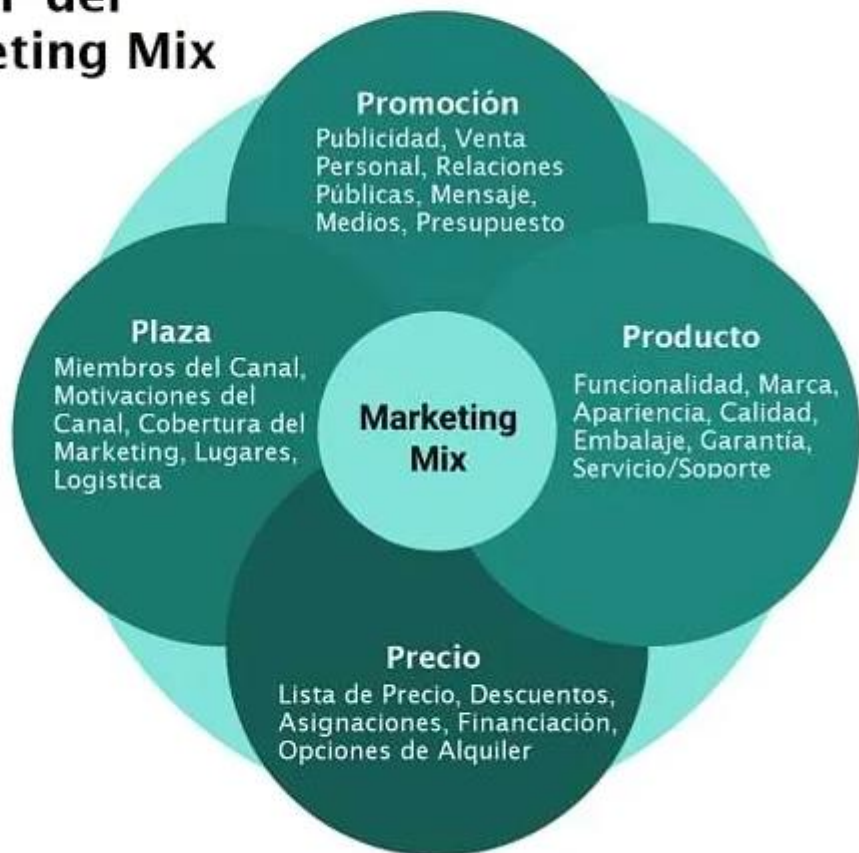 del
Mix
Promoción
Publicidad, Venta
Personal, Relaciones
Públicas, Mensaje,
Medios, Presupuesto
Plaza
Miembros del Canal,
Motivaciones del
Canal, Cobertura del
Marketing, Lugares,
Logistica
Producto
Funcionalidad, Marca,
Apariencia, Calidad,
Embalaje, Garantía,
Servicio/Soporte
Marketing
Mix
Precio
Lista de Precio, Descuentos,
Asignaciones, Financiación,
Opciones de Alquiler